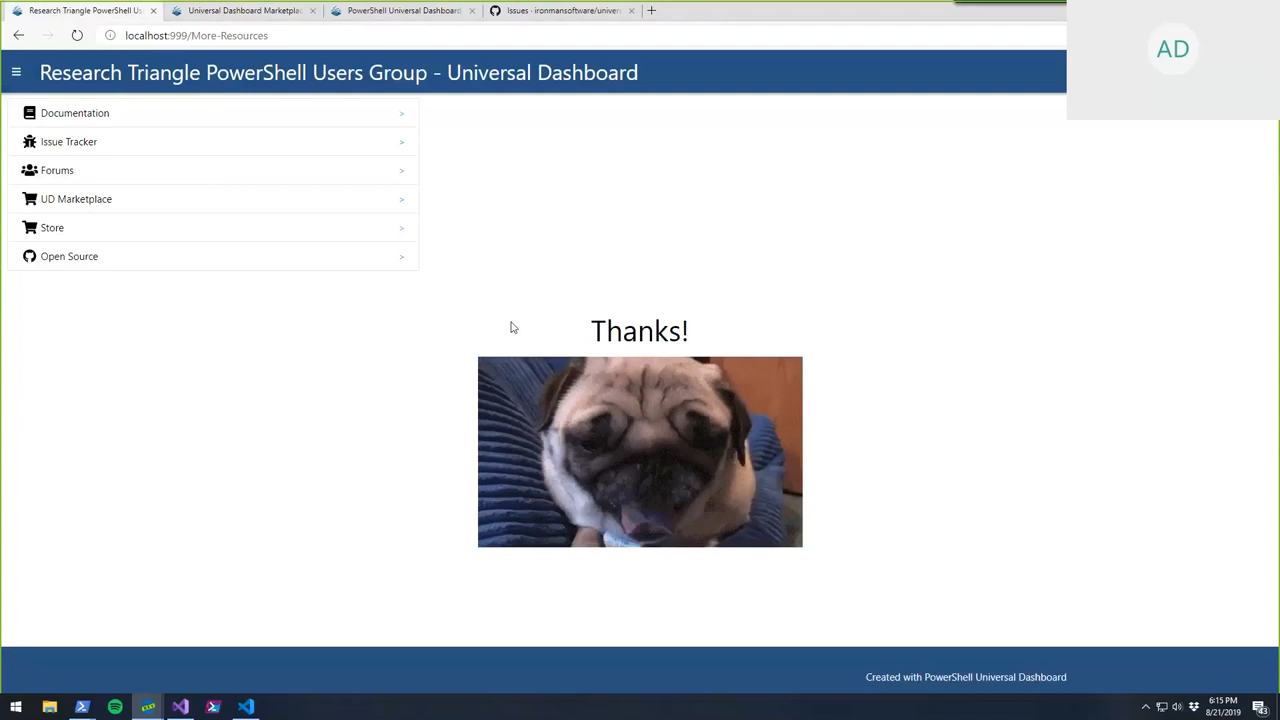 Research Triangle PowerShell Us
Universal Dashboard Marketplac
PowerShell Universal Dashboard
Issues · ironmansoftware/univer
localhost:999/More-Resources
AD
Research Triangle PowerShell Users Group - Universal Dashboard
Documentation >
Issue Tracker >
Forums >
UD Marketplace >
Store >
Open Source >
Thanks!
Created with PowerShell Universal Dashboard
6:15 PM
8/21/2019
43